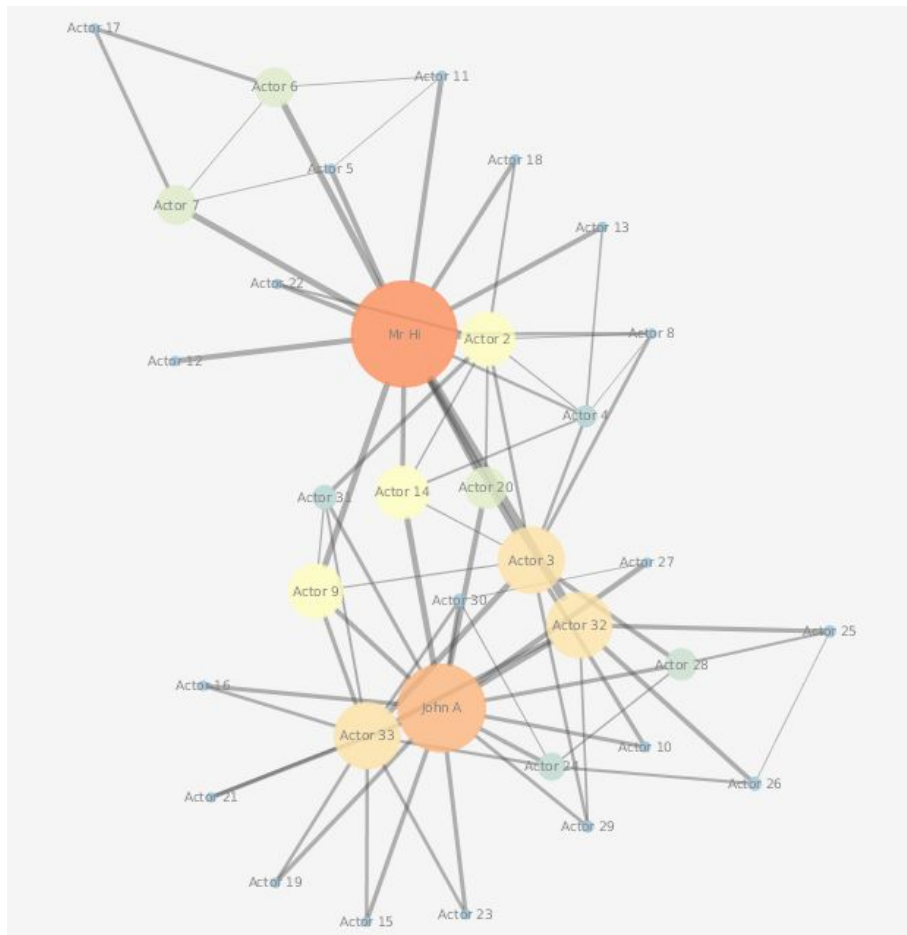 Actor 17
Actor 11
Actor 6
Actor 18
Actor 5
Actor 7
Actor 13
Actor 22
Mr Hi
Actor 2
Actor 8
Actor 12
Actor 4
Actor 20
Actor 14
Actor 31
Actor 3
Actor 27
Actor 9
Actor 30
Actor 32
Actor 25
Actor 28
Actor 16
John A
Actor 33
Actor 10
Actor 24
Actor 26
Actor 21
Actor 29
Actor 19
Actor 23
Actor 15